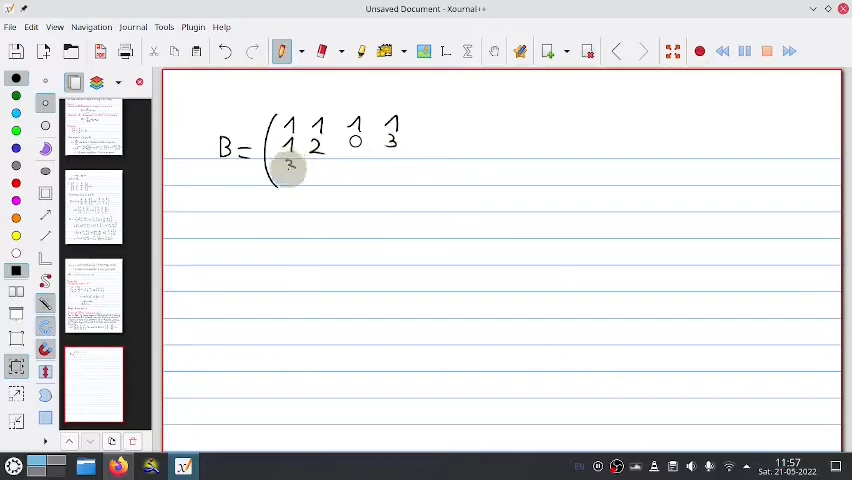 Unsaved Document - Xournal++
File Edit View Navigation Journal Tools Plugin Help
B = ( 1 1 1 1
1 2 0 3
EN
11:57
Sat. 21-05-2022